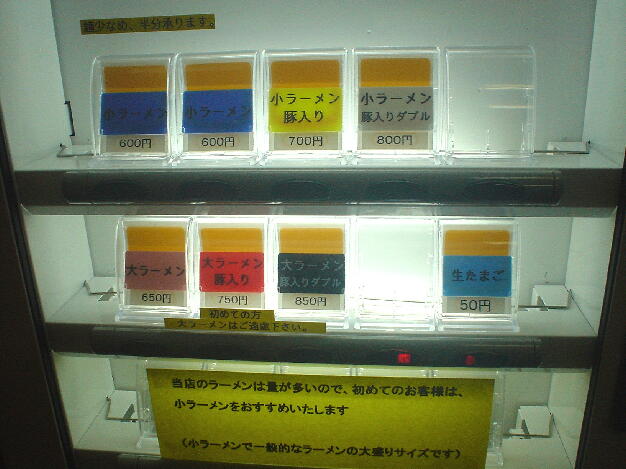 麺少なめ、半分承ります。
小ラーメン
600円
小ラーメン
600円
小ラーメン
豚入り
700円
小ラーメン
豚入りダブル
800円
大ラーメン
650円
大ラーメン
豚入り
750円
大ラーメン
豚入りダブル
850円
生たまご
50円
初めての方
大ラーメンはご遠慮下さい。
当店のラーメンは量が多いので、初めてのお客様は、
小ラーメンをおすすめいたします
(小ラーメンで一般的なラーメンの大盛りサイズです)